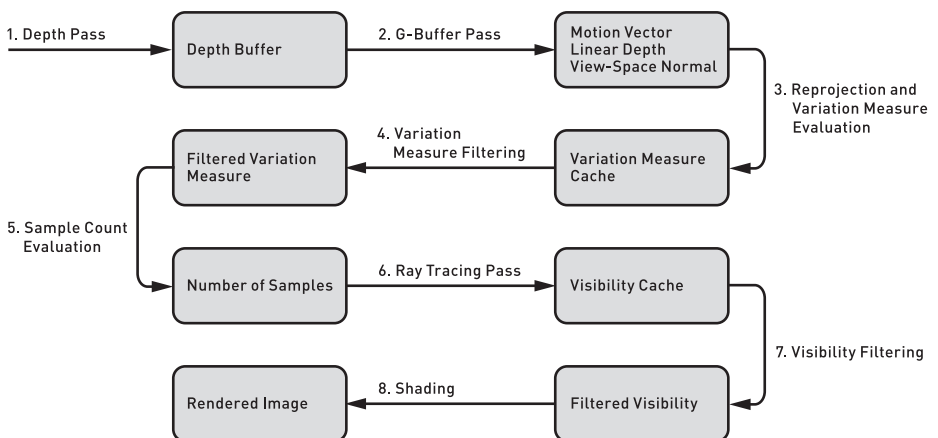 1. Depth Pass
Depth Buffer
2. G-Buffer Pass
Motion Vector
Linear Depth
View-Space Normal
3. Reprojection and
Variation Measure
Evaluation
Variation Measure
Cache
4. Variation
Measure Filtering
Filtered Variation
Measure
5. Sample Count
Evaluation
Number of Samples
6. Ray Tracing Pass
Visibility Cache
7. Visibility Filtering
Filtered Visibility
8. Shading
Rendered Image